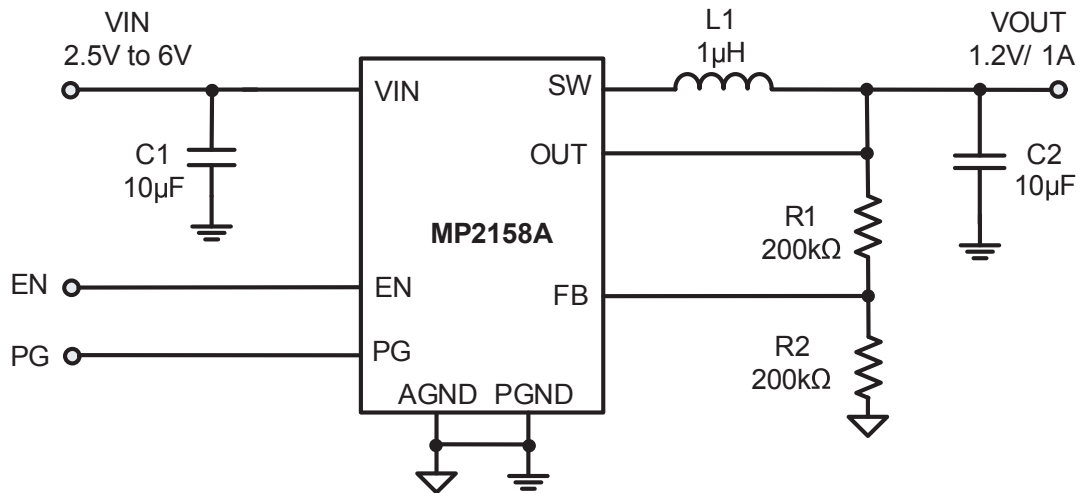 VIN
2.5V to 6V
L1
1µH
VOUT
1.2V/ 1A
VIN
SW
C1
10µF
OUT
C2
10µF
MP2158A
R1
200kΩ
EN
EN
FB
PG
PG
R2
200kΩ
AGND
PGND